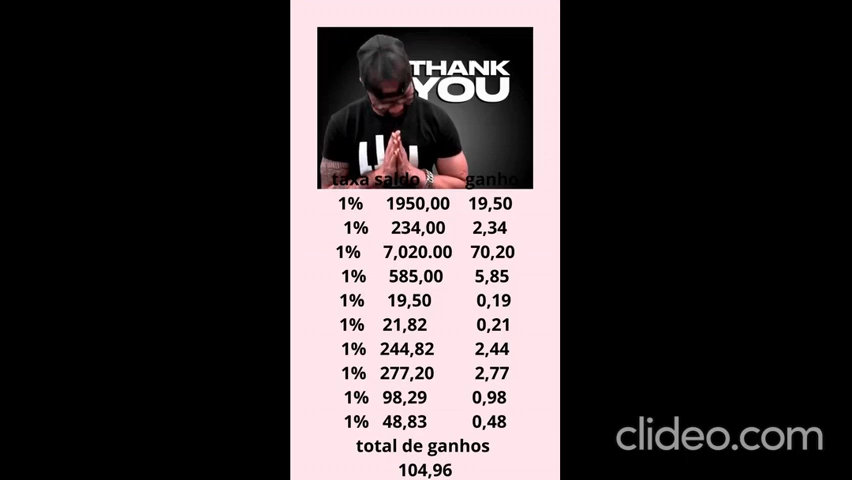 THANK
YOU
taxa saldo ganho
1% 1950,00 19,50
1% 234,00 2,34
1% 7,020.00 70,20
1% 585,00 5,85
1% 19,50 0,19
1% 21,82 0,21
1% 244,82 2,44
1% 277,20 2,77
1% 98,29 0,98
1% 48,83 0,48
total de ganhos
104,96
clideo.com